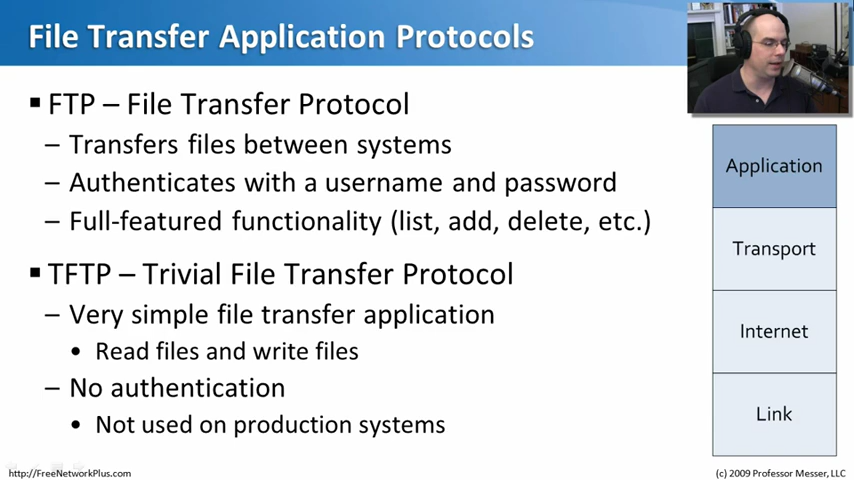 File Transfer Application Protocols
▪ FTP – File Transfer Protocol
– Transfers files between systems
– Authenticates with a username and password
– Full-featured functionality (list, add, delete, etc.)
▪ TFTP – Trivial File Transfer Protocol
– Very simple file transfer application
• Read files and write files
– No authentication
• Not used on production systems
Application
Transport
Internet
Link
http://FreeNetworkPlus.com
(c) 2009 Professor Messer, LLC